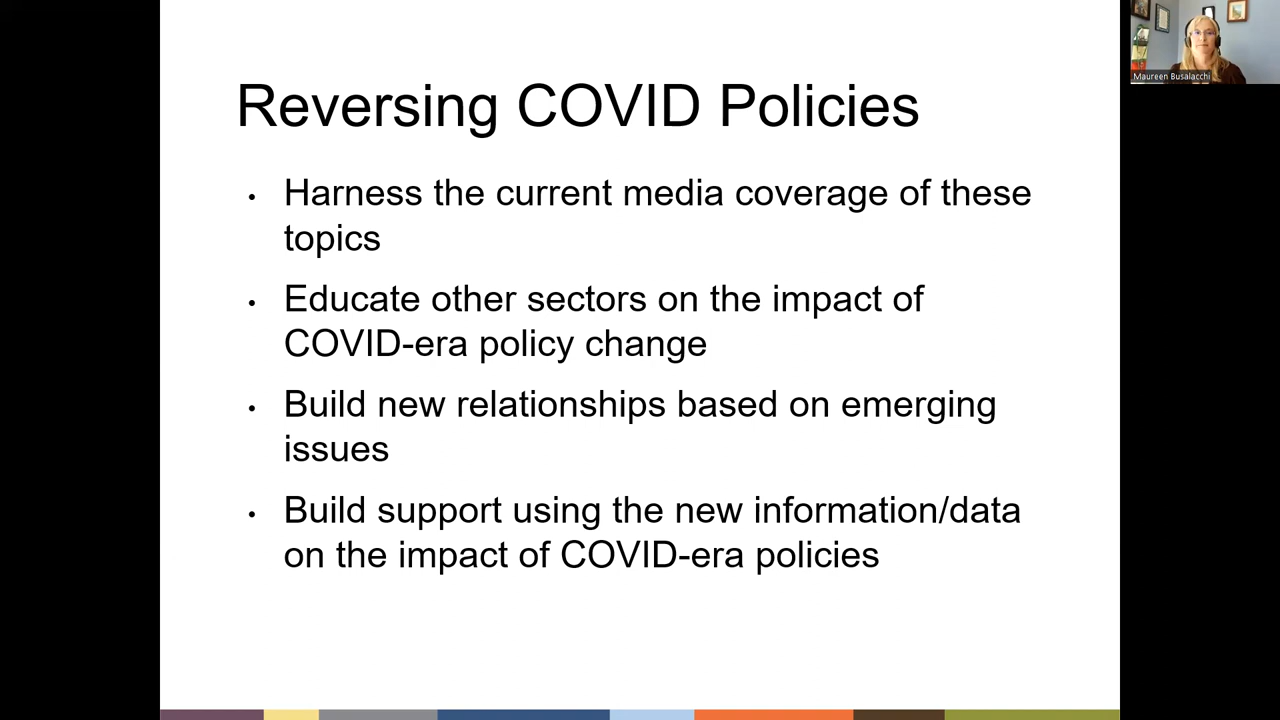 Reversing COVID Policies
• Harness the current media coverage of these
topics
• Educate other sectors on the impact of
COVID-era policy change
• Build new relationships based on emerging
issues
• Build support using the new information/data
on the impact of COVID-era policies
Maureen Busalacchi